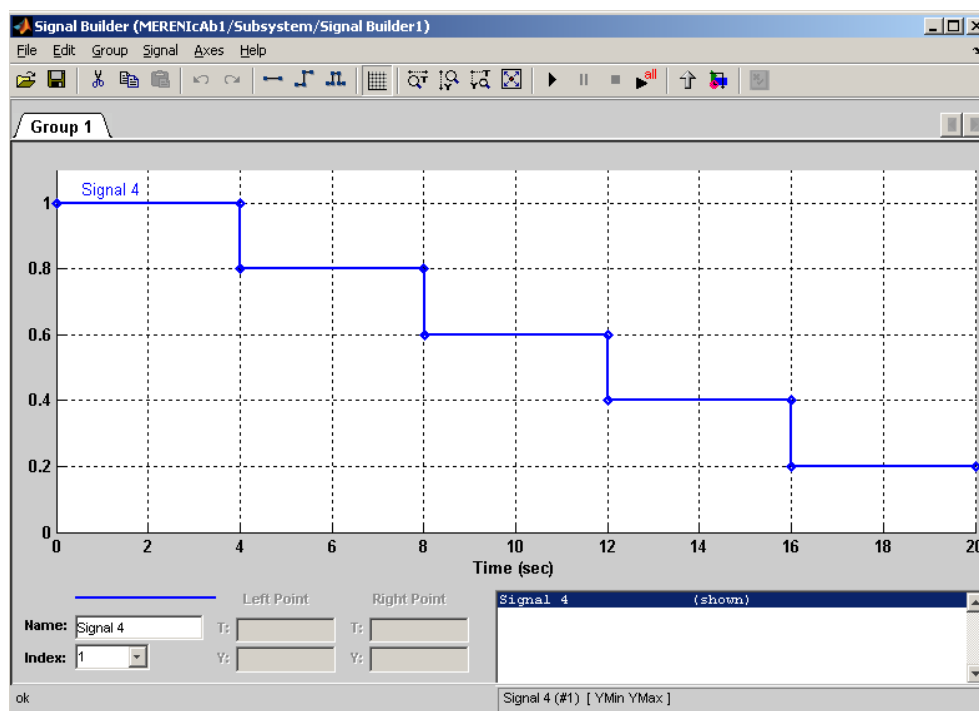 Signal Builder (MERENIcAb1/Subsystem/Signal Builder1)
File Edit Group Signal Axes Help
all
Group 1
Signal 4
1
0.8
0.6
0.4
0.2
0
0 2 4 6 8 10 12 14 16 18 20
Time (sec)
Left Point Right Point
Name: Signal 4 T: T:
Index: 1 Y: Y:
Signal 4 (shown)
ok
Signal 4 (#1) [ YMin YMax ]